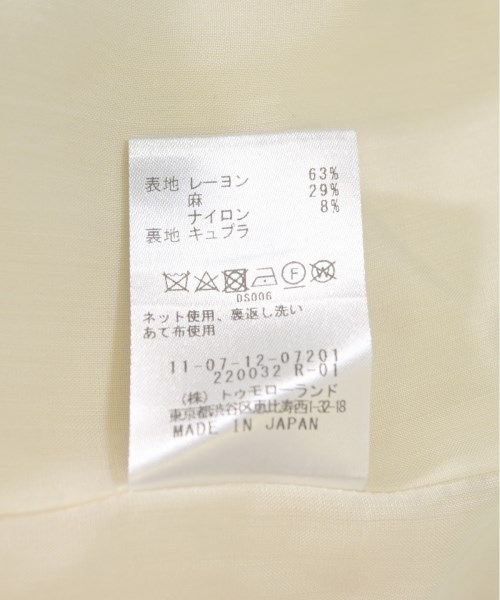 表地 レーヨン 63%
麻 29%
ナイロン 8%
裏地 キュプラ
DS006
ネット使用、裏返し洗い
あて布使用
11-07-12-07201
220032 R-01
(株) トゥモローランド
東京都渋谷区恵比寿西1-32-18
MADE IN JAPAN